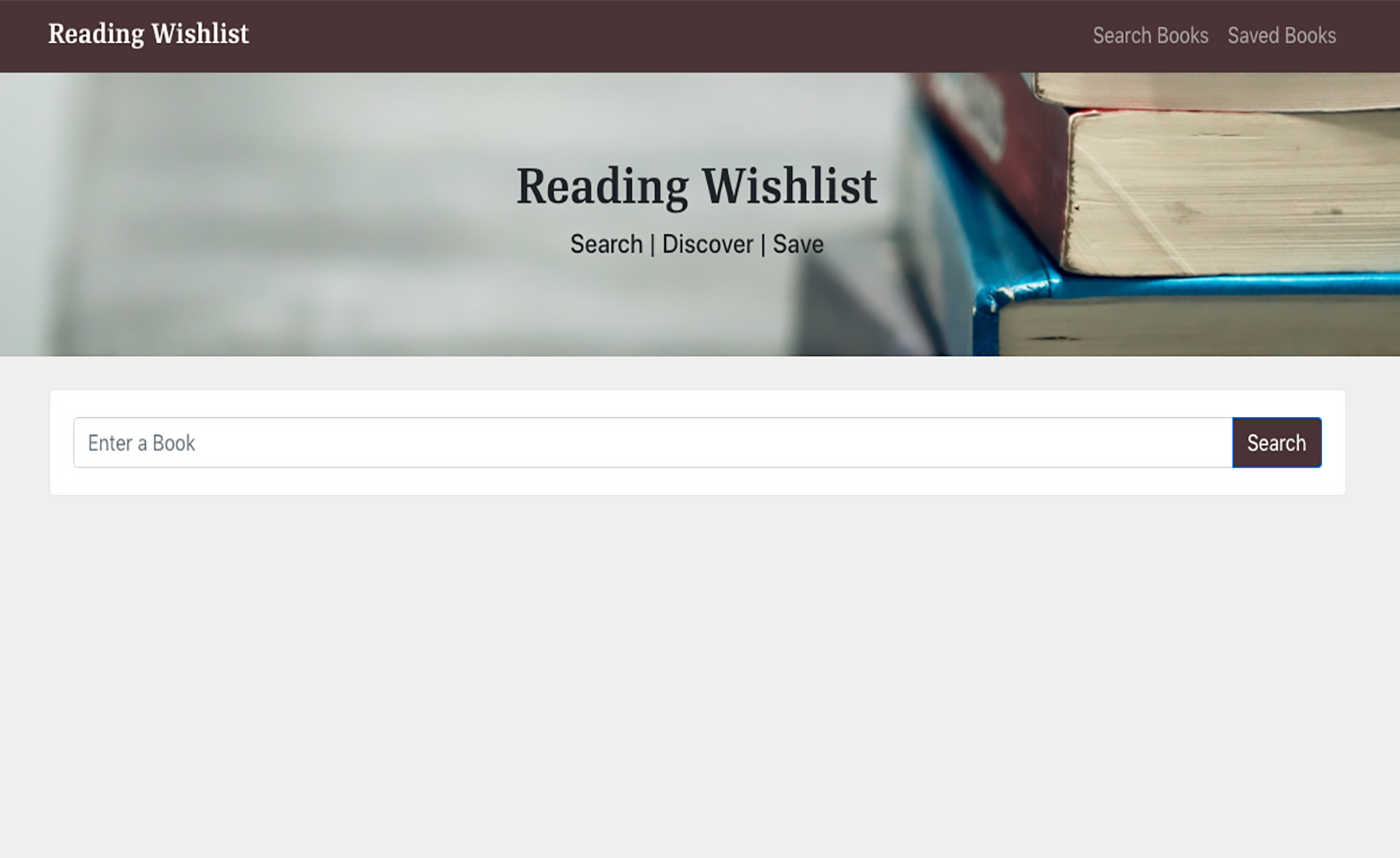 Reading Wishlist
Search Books Saved Books
Reading Wishlist
Search | Discover | Save
Enter a Book
Search